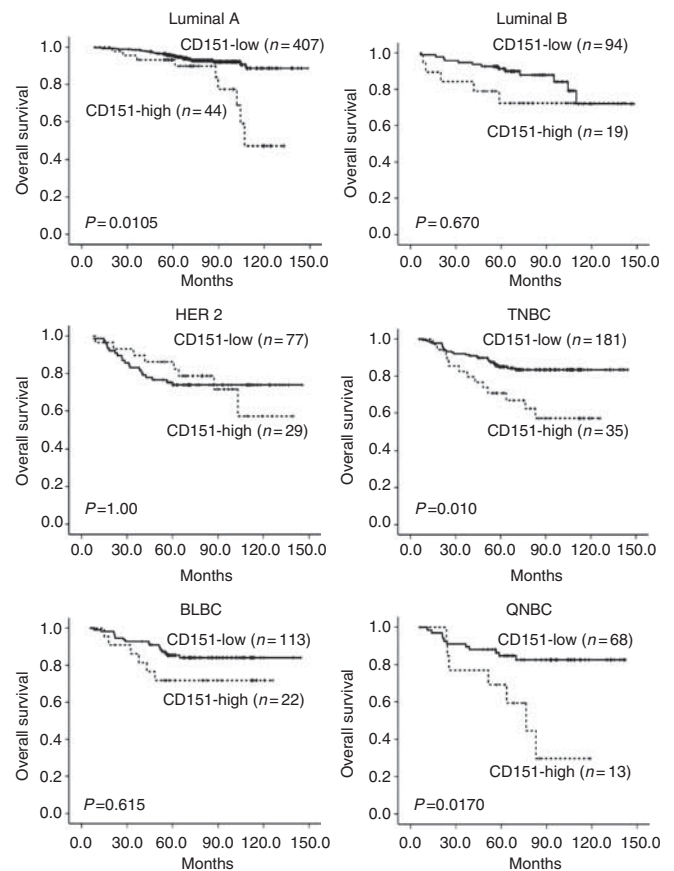 Luminal A
Overall survival
1.0
0.8
0.6
0.4
0.2
0.0
CD151-low (n=407)
CD151-high (n=44)
P=0.0105
0.0 30.0 60.0 90.0 120.0 150.0
Months
Luminal B
Overall survival
1.0
0.8
0.6
0.4
0.2
0.0
CD151-low (n=94)
CD151-high (n=19)
P=0.670
0.0 30.0 60.0 90.0 120.0 150.0
Months
HER 2
Overall survival
1.0
0.8
0.6
0.4
0.2
0.0
CD151-low (n=77)
CD151-high (n=29)
P=1.00
0.0 30.0 60.0 90.0 120.0 150.0
Months
TNBC
Overall survival
1.0
0.8
0.6
0.4
0.2
0.0
CD151-low (n=181)
CD151-high (n=35)
P=0.010
0.0 30.0 60.0 90.0 120.0 150.0
Months
BLBC
Overall survival
1.0
0.8
0.6
0.4
0.2
0.0
CD151-low (n=113)
CD151-high (n=22)
P=0.615
0.0 30.0 60.0 90.0 120.0 150.0
Months
QNBC
Overall survival
1.0
0.8
0.6
0.4
0.2
0.0
CD151-low (n=68)
CD151-high (n=13)
P=0.0170
0.0 30.0 60.0 90.0 120.0 150.0
Months